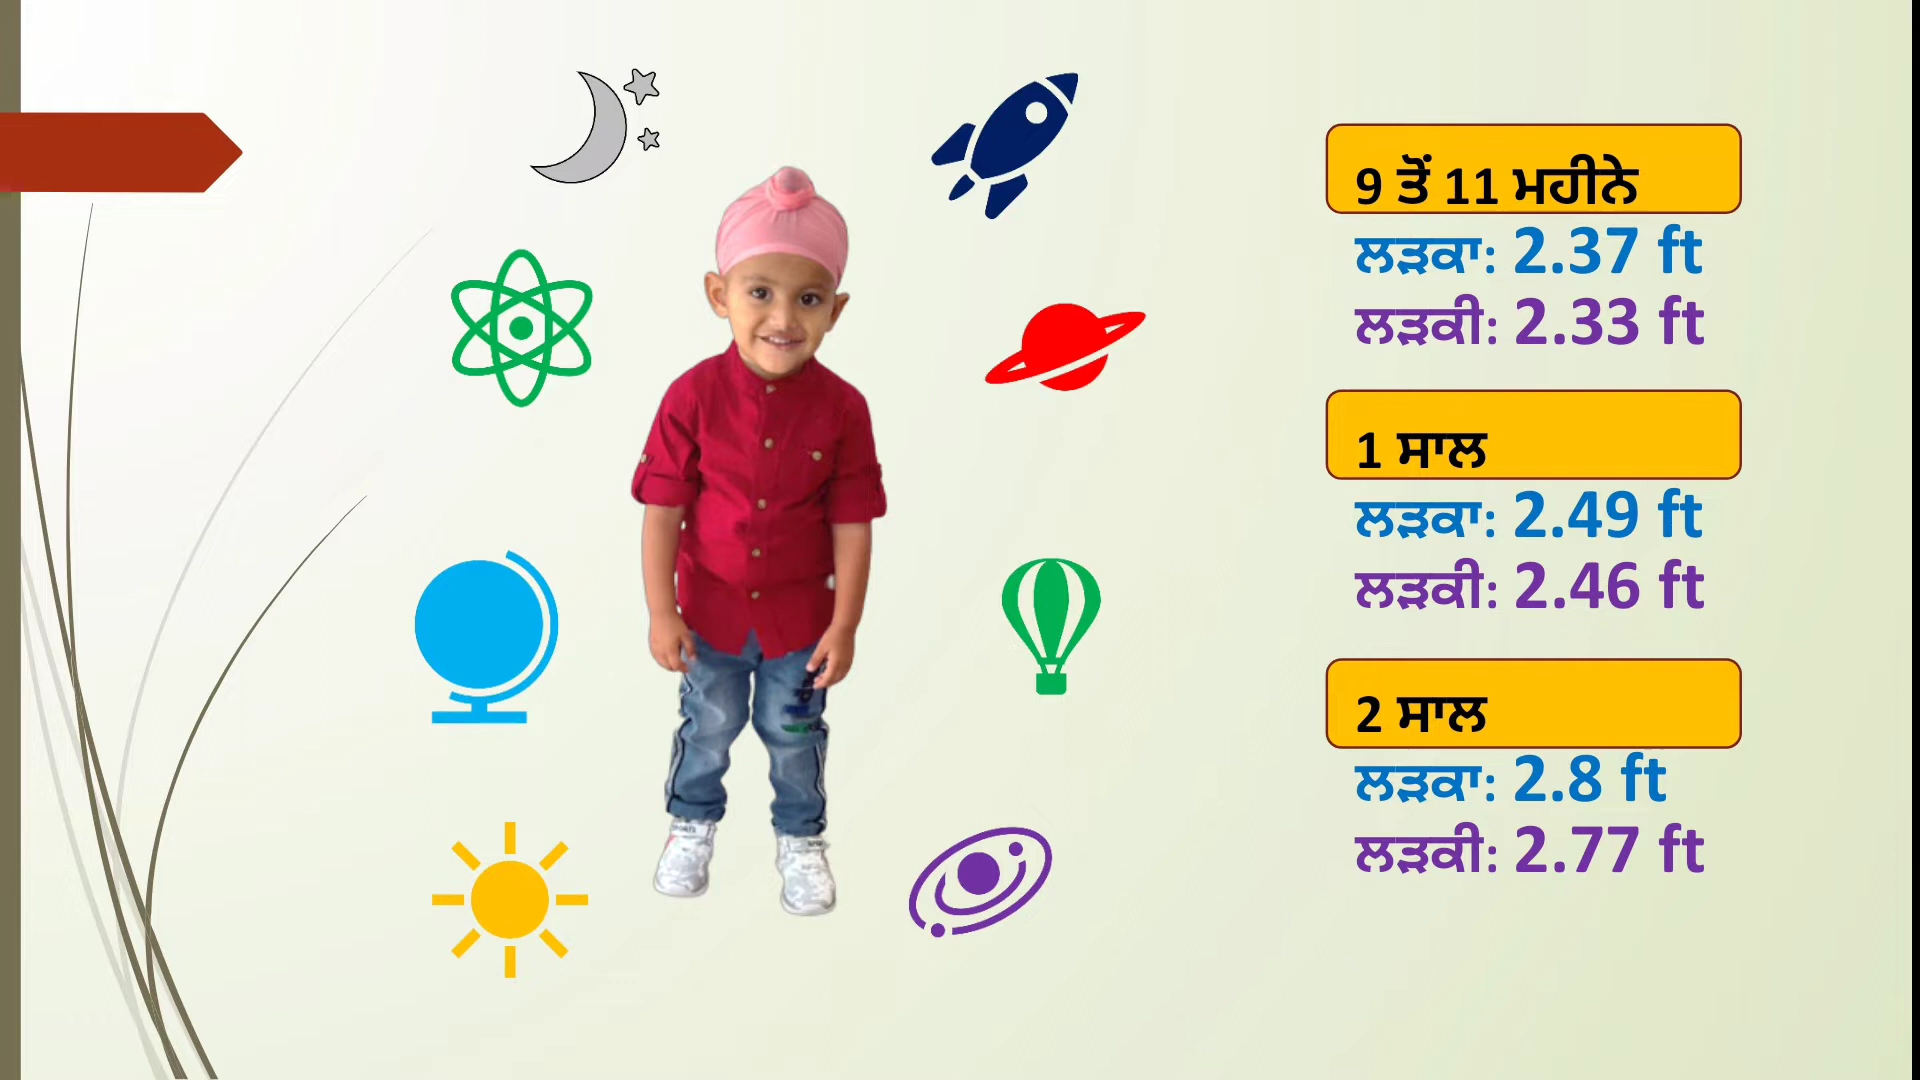 9 ਤੋਂ 11 ਮਹੀਨੇ
ਲੜਕਾ: 2.37 ft
ਲੜਕੀ: 2.33 ft
1 ਸਾਲ
ਲੜਕਾ: 2.49 ft
ਲੜਕੀ: 2.46 ft
2 ਸਾਲ
ਲੜਕਾ: 2.8 ft
ਲੜਕੀ: 2.77 ft